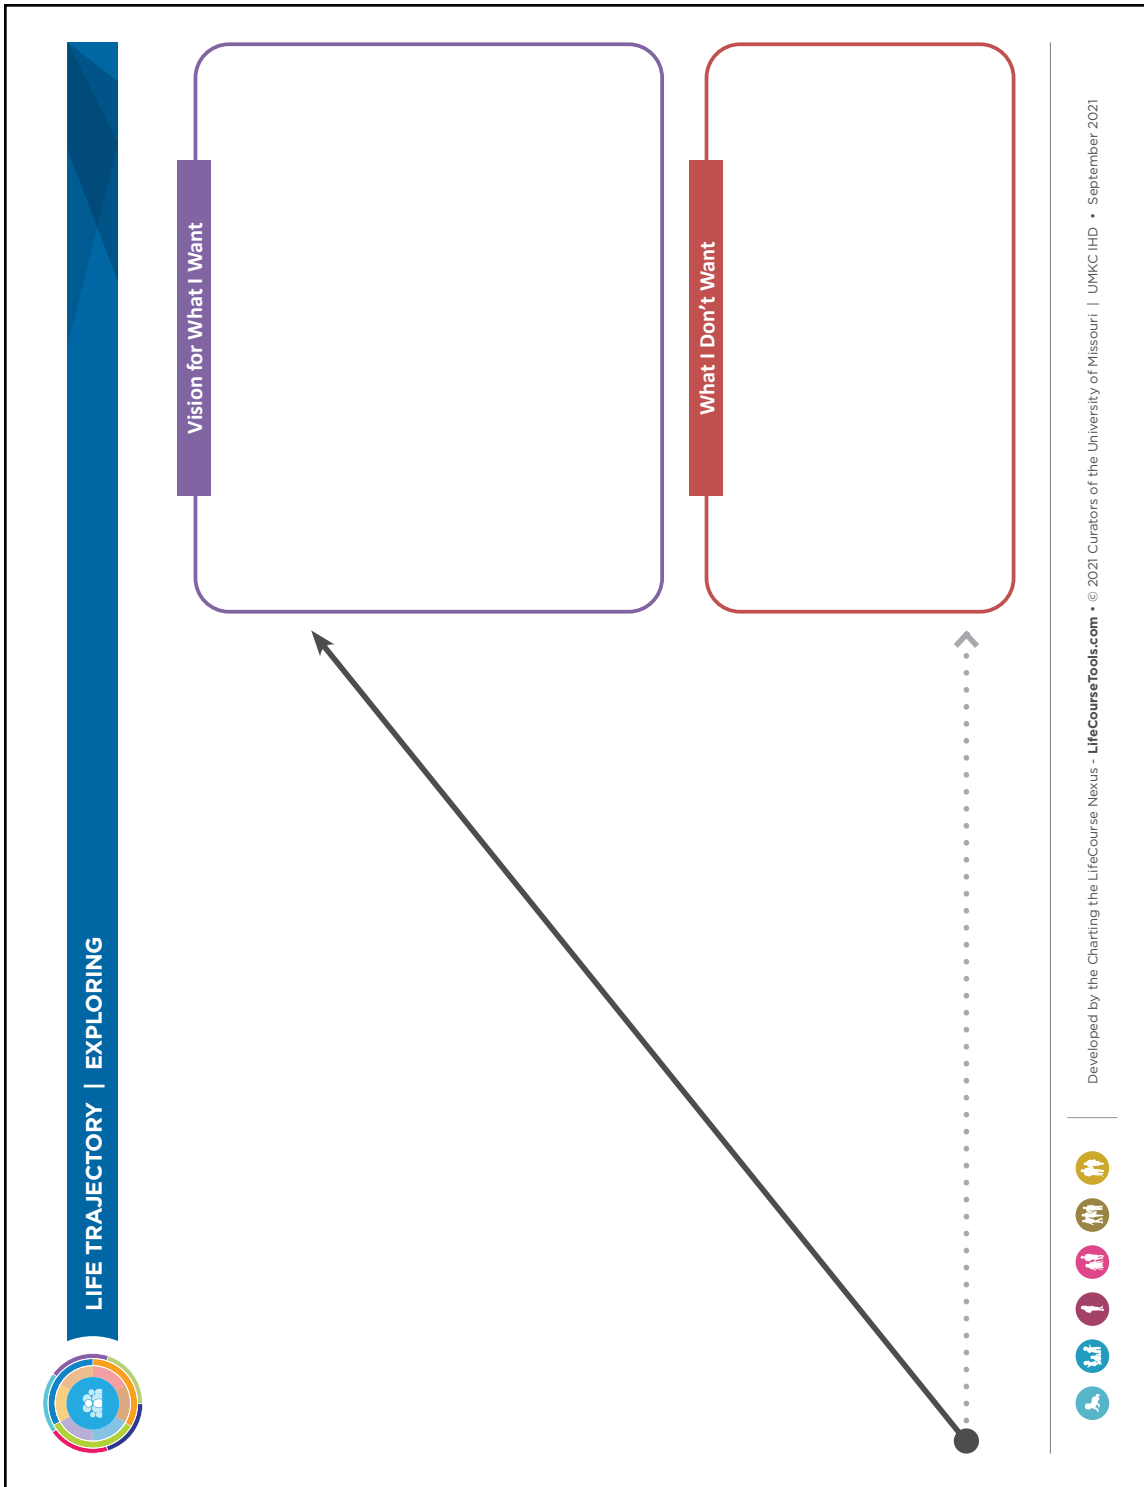 LIFE TRAJECTORY | EXPLORING
Vision for What I Want
What I Don't Want
Developed by the Charting the LifeCourse Nexus - LifeCourseTools.com • © 2021 Curators of the University of Missouri | UMKC IHD • September 2021